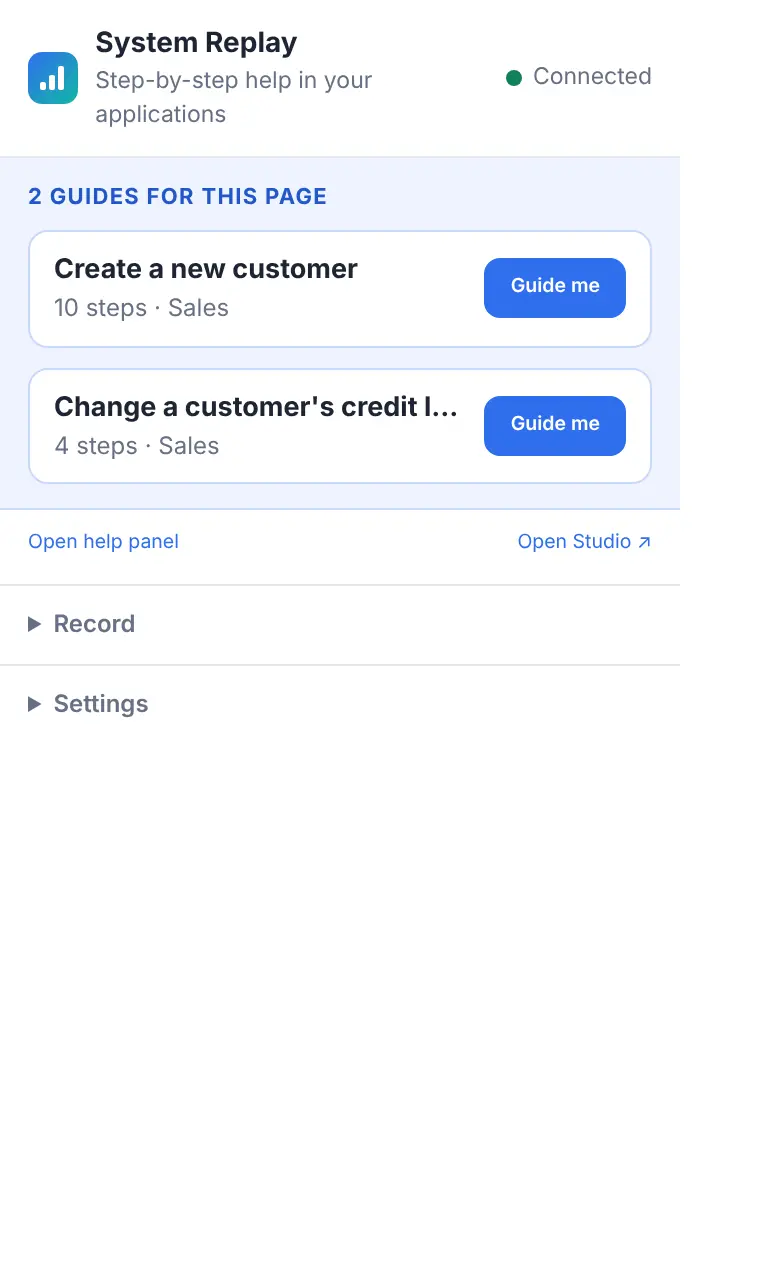 System Replay
Step-by-step help in your
applications
Connected
2 GUIDES FOR THIS PAGE
Create a new customer
10 steps · Sales
Guide me
Change a customer's credit l…
4 steps · Sales
Guide me
Open help panel
Open Studio ↗
Record
Settings